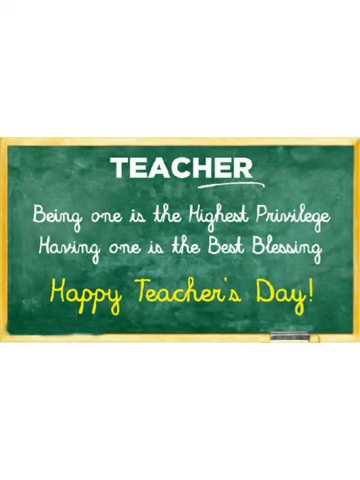 TEACHER
Being one is the Highest Privilege
Having one is the Best Blessing
Happy Teacher's Day!